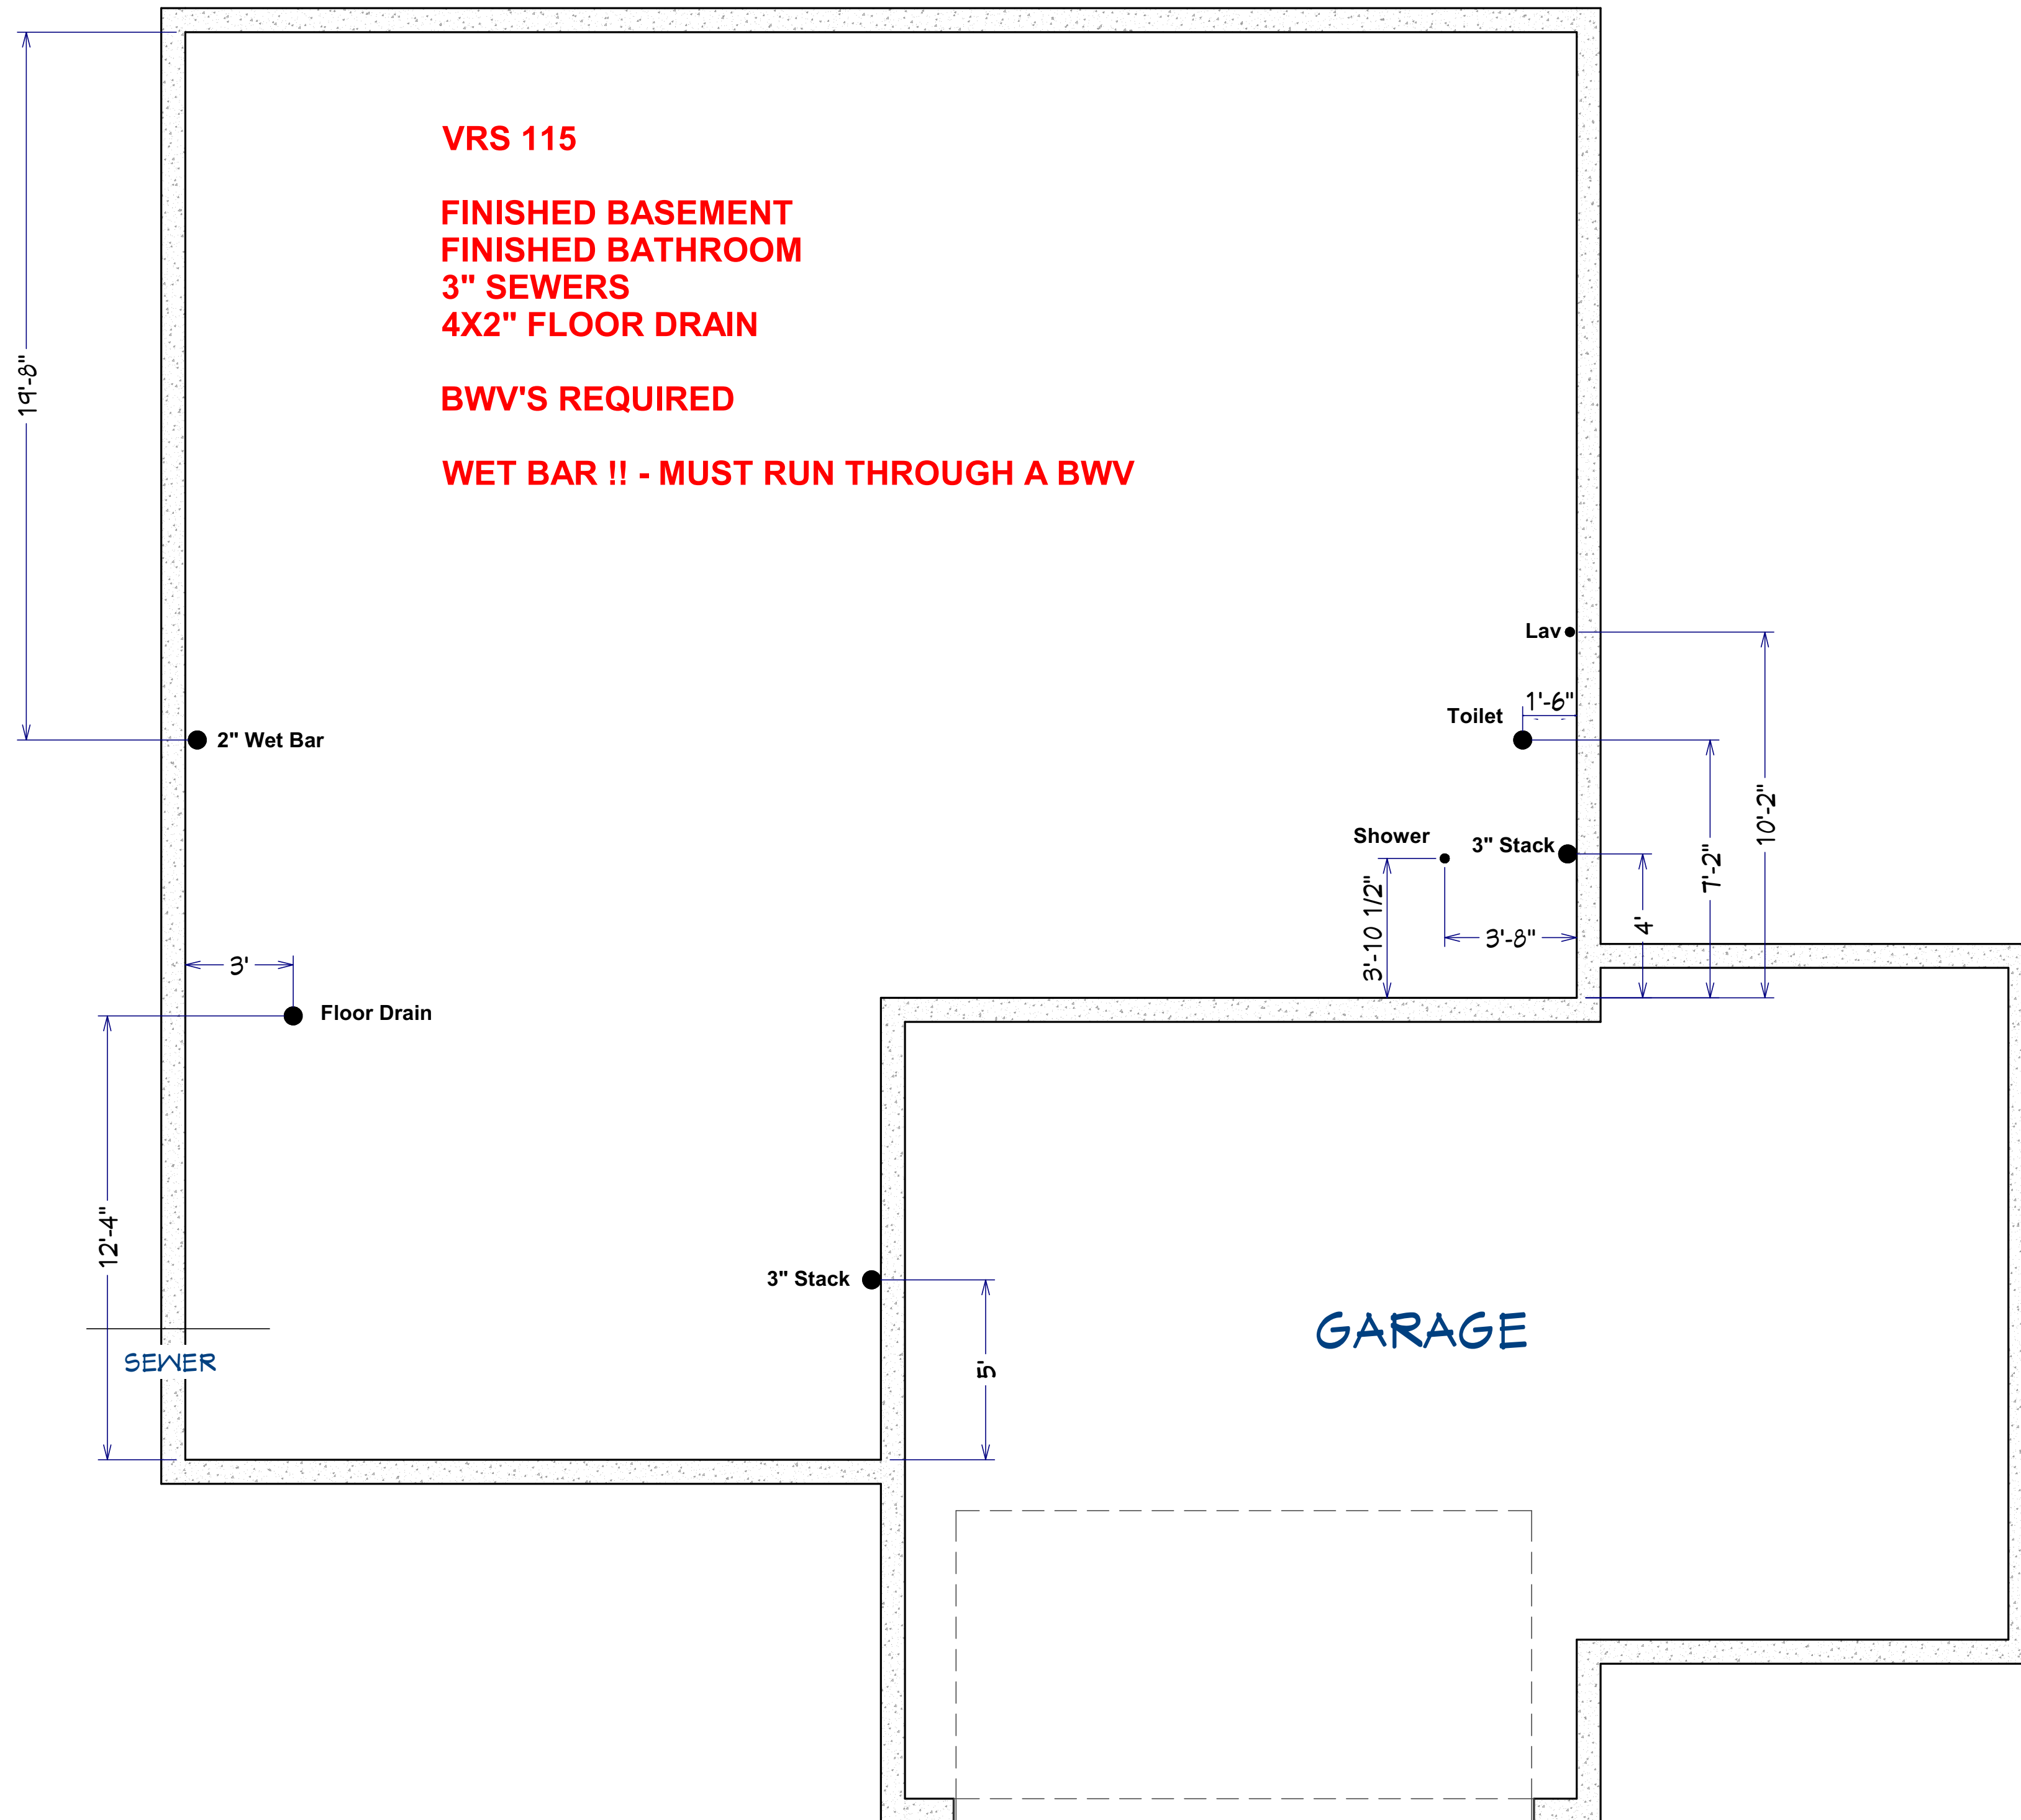 VRS 115
FINISHED BASEMENT
FINISHED BATHROOM
3" SEWERS
4X2" FLOOR DRAIN
BWV'S REQUIRED
WET BAR !! - MUST RUN THROUGH A BWV
19'-8"
2" Wet Bar
Lav
1'-6"
Toilet
10'-2"
7'-2"
Shower
3" Stack
3'-10 1/2"
3'-8"
4'
3'
Floor Drain
12'-4"
3" Stack
5'
SEWER
GARAGE